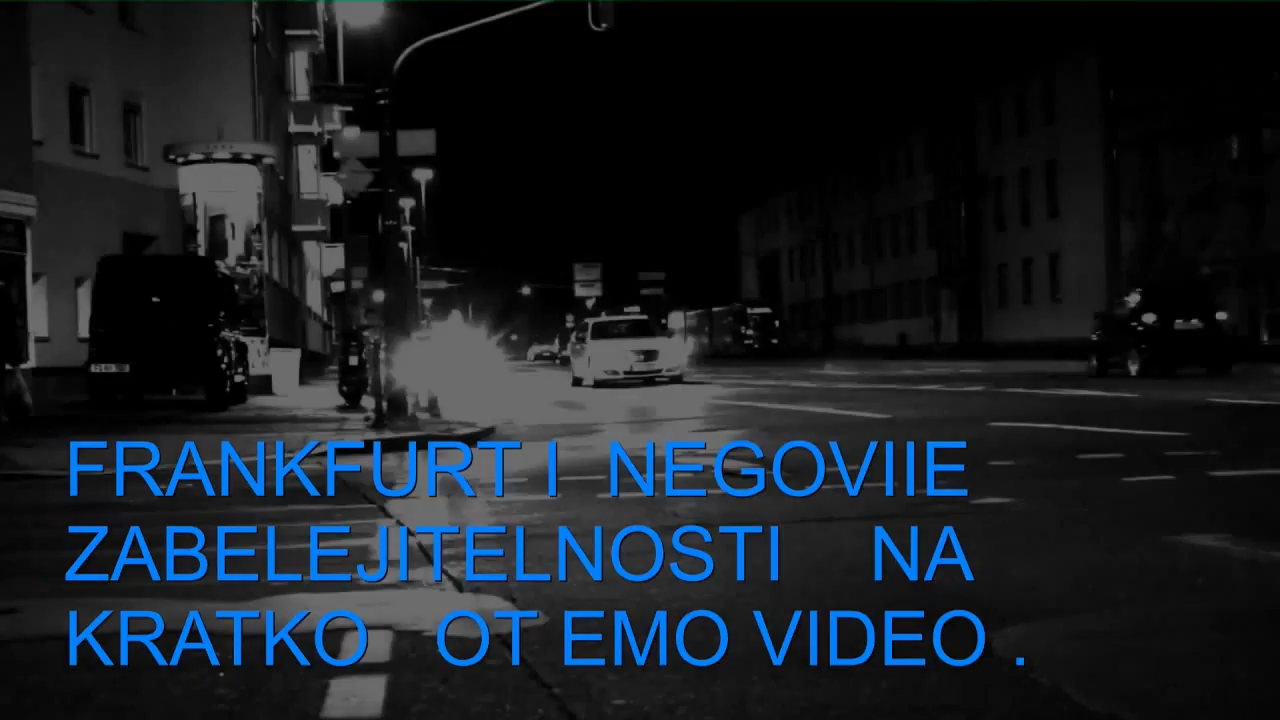 FRANKFURT I NEGOVIIE
ZABELEJITELNOSTI NA
KRATKO OT EMO VIDEO .